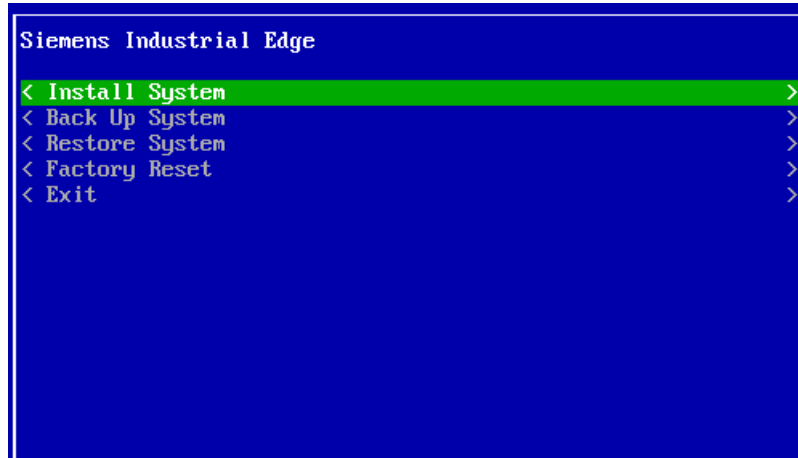 Siemens Industrial Edge
< Install System >
< Back Up System >
< Restore System >
< Factory Reset >
< Exit >